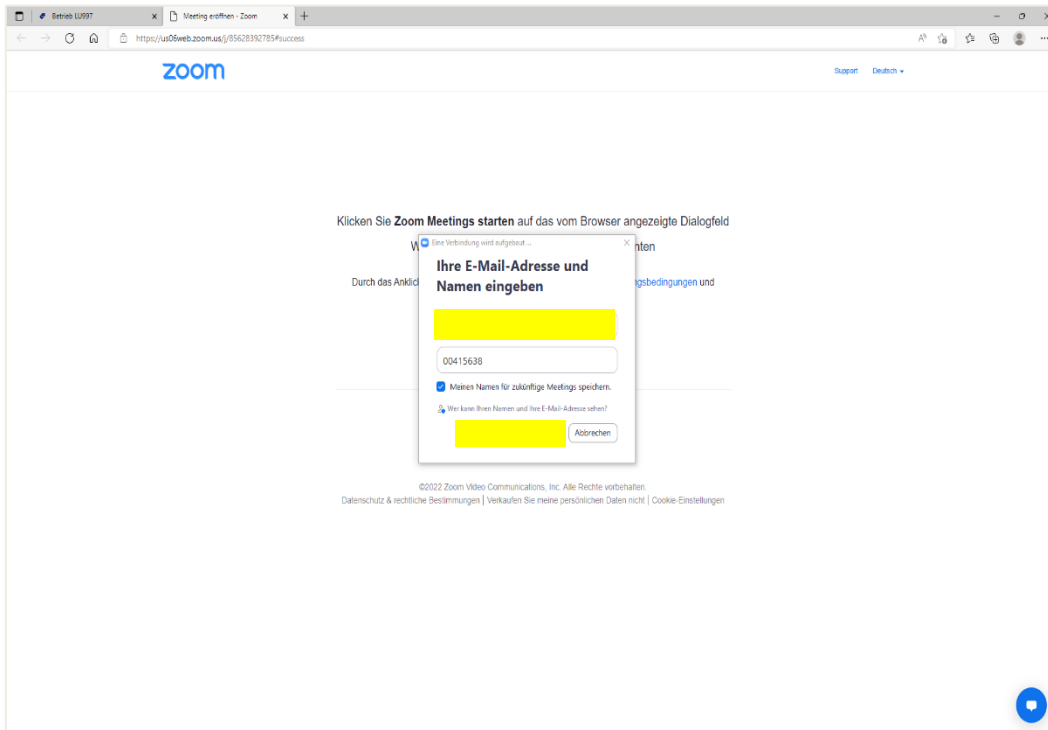 Betrieb LU997
Meeting eröffnen - Zoom
https://us06web.zoom.us/j/85628392785#success
zoom
Support Deutsch
Klicken Sie Zoom Meetings starten auf das vom Browser angezeigte Dialogfeld
W
nten
Eine Verbindung wird aufgebaut ...
Ihre E-Mail-Adresse und
Namen eingeben
Durch das Anklic
gsbedingungen und
00415638
Meinen Namen für zukünftige Meetings speichern.
Wer kann Ihren Namen und Ihre E-Mail-Adresse sehen?
Abbrechen
©2022 Zoom Video Communications, Inc. Alle Rechte vorbehalten.
Datenschutz & rechtliche Bestimmungen | Verkaufen Sie meine persönlichen Daten nicht | Cookie-Einstellungen